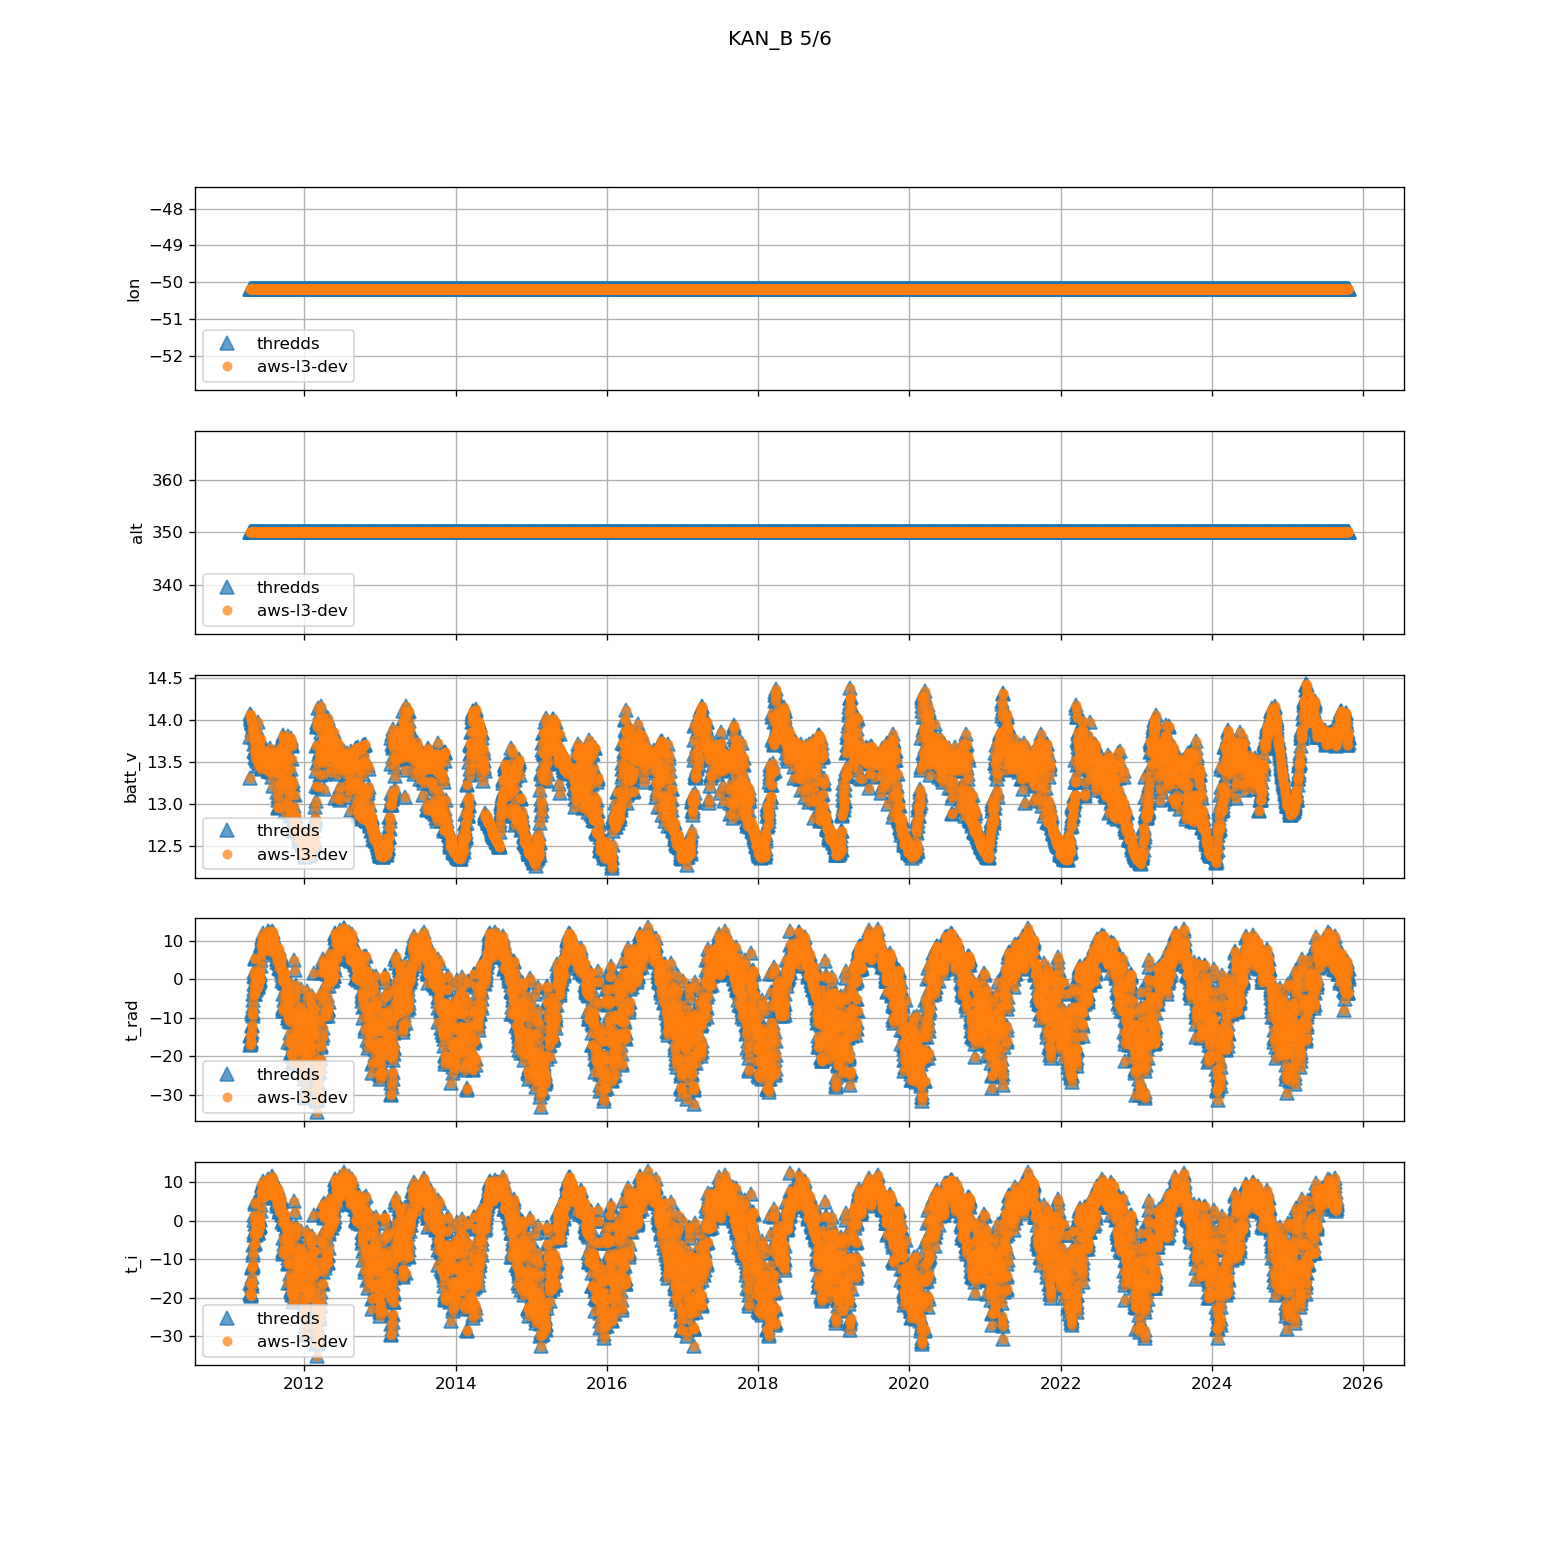 KAN_B 5/6
−48
−49
−50
−51
−52
lon
thredds
aws-l3-dev
360
350
340
alt
thredds
aws-l3-dev
14.5
14.0
13.5
13.0
12.5
batt_v
thredds
aws-l3-dev
10
0
−10
−20
−30
t_rad
thredds
aws-l3-dev
10
0
−10
−20
−30
t_i
thredds
aws-l3-dev
2012 2014 2016 2018 2020 2022 2024 2026